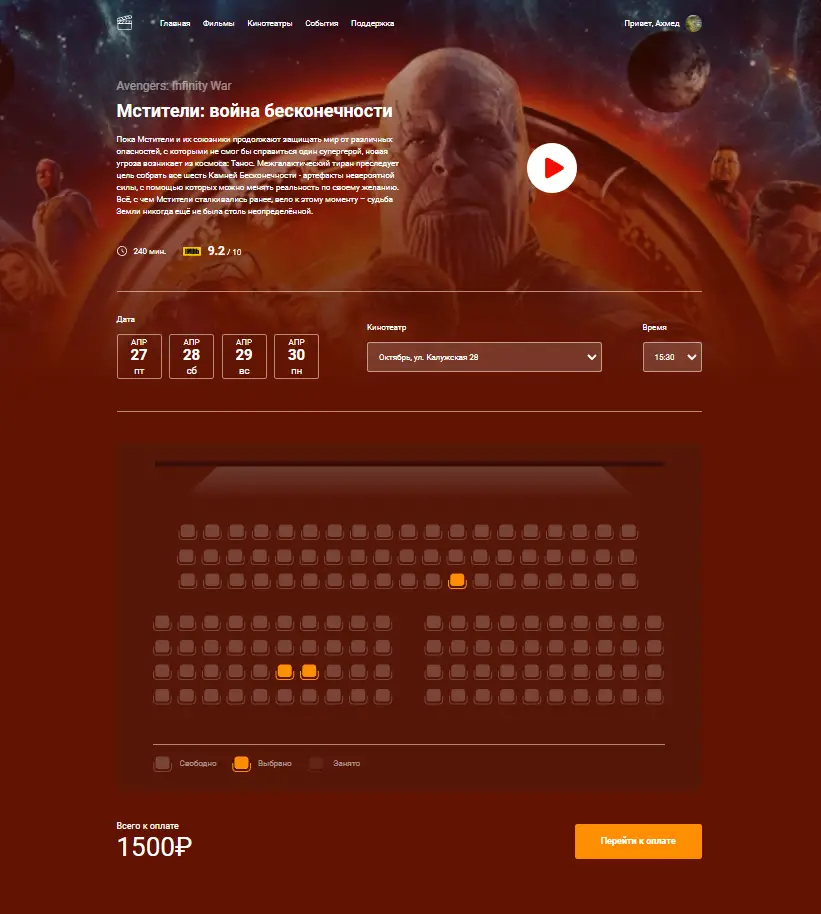 Главная Фильмы Кинотеатры События Поддержка
Привет, Ахмед
Avengers: Infinity War
Мстители: война бесконечности
Пока Мстители и их союзники продолжают защищать мир от различных
опасностей, с которыми не смог бы справиться один супергерой, новая
угроза возникает из космоса: Танос. Межгалактический тиран преследует
цель собрать все шесть Камней Бесконечности - артефакты невероятной
силы, с помощью которых можно менять реальность по своему желанию.
Всё, с чем Мстители сталкивались ранее, вело к этому моменту – судьба
Земли никогда ещё не была столь неопределённой.
240 мин. IMDb 9.2 / 10
Дата
АПР
27
пт
АПР
28
сб
АПР
29
вс
АПР
30
пн
Кинотеатр
Октябрь, ул. Калужская 28
Время
15:30
Свободно Выбрано Занято
Всего к оплате
1500₽
Перейти к оплате